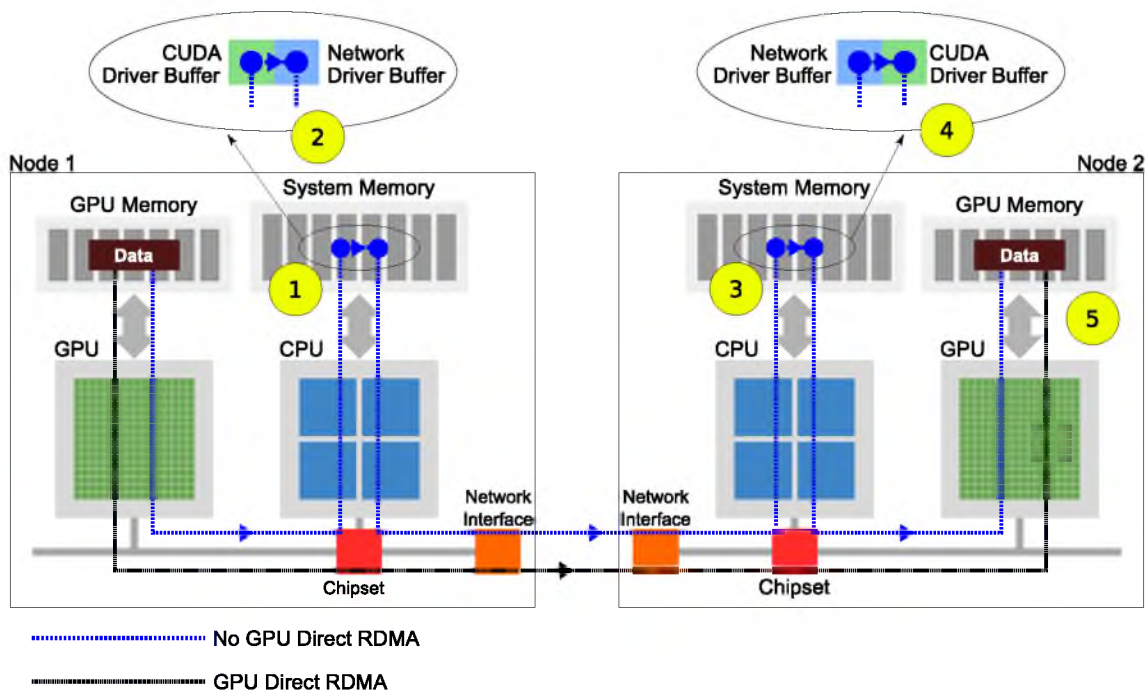 CUDA
Driver Buffer
Network
Driver Buffer
2
Network
Driver Buffer
CUDA
Driver Buffer
4
Node 1
Node 2
GPU Memory
System Memory
System Memory
GPU Memory
Data
Data
1
3
5
GPU
CPU
CPU
GPU
Network
Interface
Network
Interface
Chipset
Chipset
No GPU Direct RDMA
GPU Direct RDMA